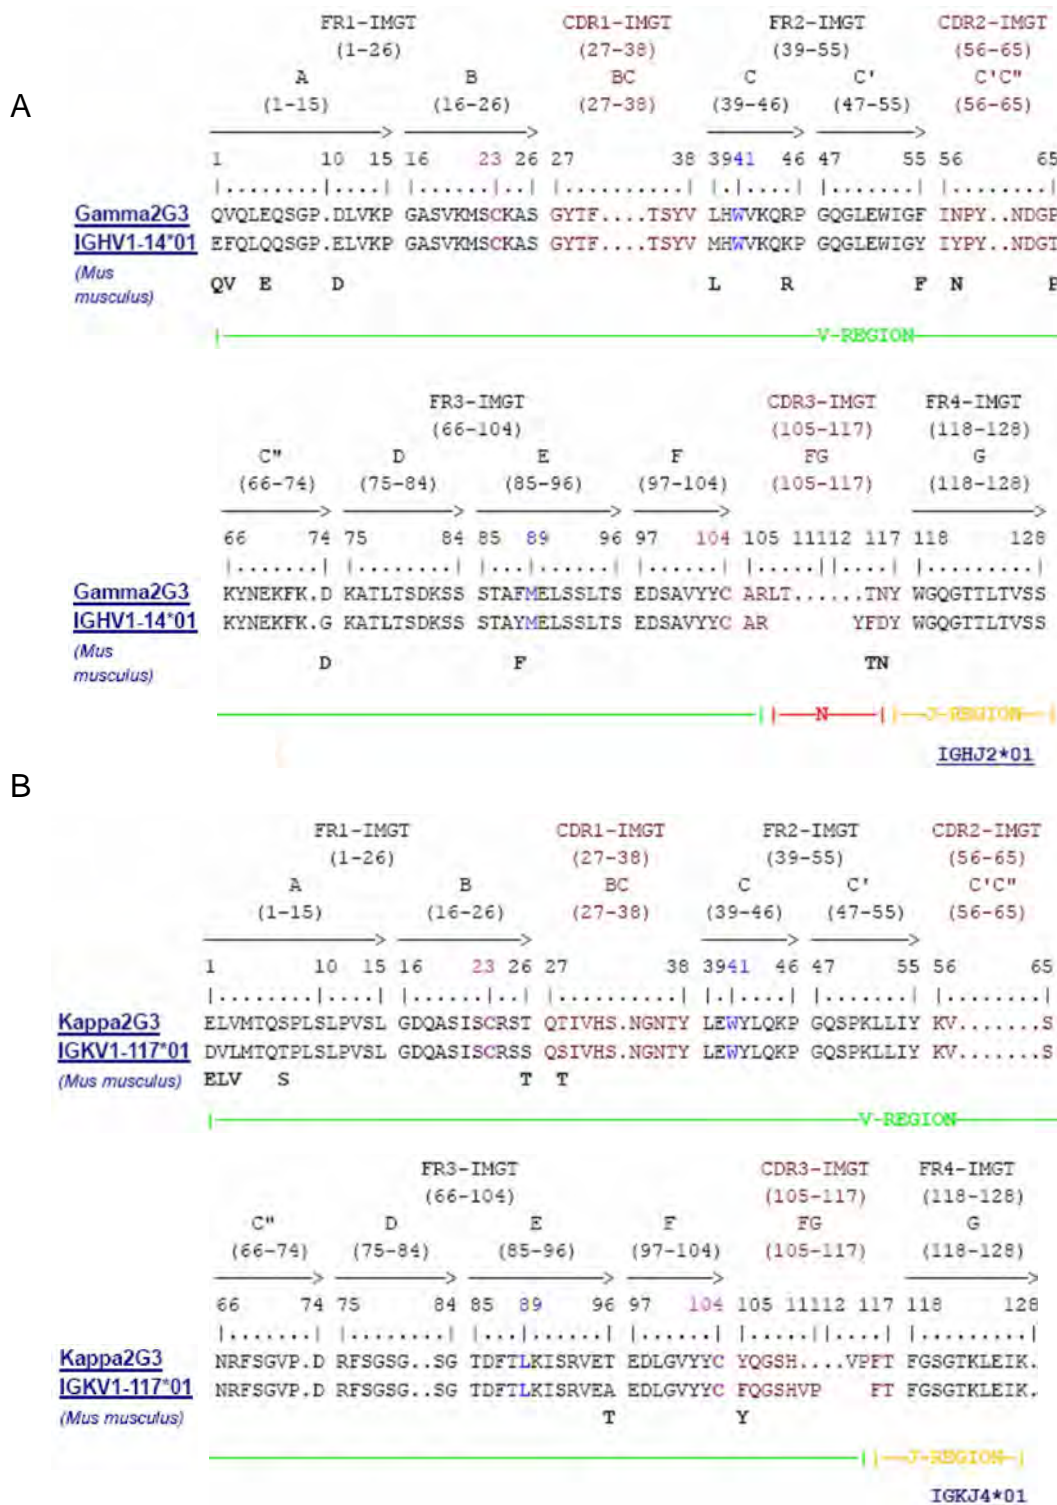 A
FR1-IMGT CDR1-IMGT FR2-IMGT CDR2-IMGT
(1-26) (27-38) (39-55) (56-65)
A B BC C C' C'C"
(1-15) (16-26) (27-38) (39-46) (47-55) (56-65)
1 10 15 16 23 26 27 38 3941 46 47 55 56 65
Gamma2G3 QVQLEQSGP.DLVKP GASVKMSCKAS GYTF....TSYV LHWVKQRP GQGLEWIGF INPY..NDGP
IGHV1-14*01 EFQLQQSGP.ELVKP GASVKMSCKAS GYTF....TSYV MHWVKQKP GQGLEWIGY IYPY..NDGT
(Mus
musculus) QV E D L R F N P
V-REGION
FR3-IMGT CDR3-IMGT FR4-IMGT
(66-104) (105-117) (118-128)
C" D E F FG G
(66-74) (75-84) (85-96) (97-104) (105-117) (118-128)
66 74 75 84 85 89 96 97 104 105 11112 117 118 128
Gamma2G3 KYNEKFK.D KATLTSDKSS STAFMELSSLTS EDSAVYYC ARLT......TNY WGQGTTLTVSS
IGHV1-14*01 KYNEKFK.G KATLTSDKSS STAYMELSSLTS EDSAVYYC AR YFDY WGQGTTLTVSS
(Mus
musculus) D F TN
N J-REGION
IGHJ2*01
B
FR1-IMGT CDR1-IMGT FR2-IMGT CDR2-IMGT
(1-26) (27-38) (39-55) (56-65)
A B BC C C' C'C"
(1-15) (16-26) (27-38) (39-46) (47-55) (56-65)
1 10 15 16 23 26 27 38 3941 46 47 55 56 65
Kappa2G3 ELVMTQSPLSLPVSL GDQASISCRST QTIVHS.NGNTY LEWYLQKP GQSPKLLIY KV.......S
IGKV1-117*01 DVLMTQTPLSLPVSL GDQASISCRSS QSIVHS.NGNTY LEWYLQKP GQSPKLLIY KV.......S
(Mus musculus) ELV S T T
V-REGION
FR3-IMGT CDR3-IMGT FR4-IMGT
(66-104) (105-117) (118-128)
C" D E F FG G
(66-74) (75-84) (85-96) (97-104) (105-117) (118-128)
66 74 75 84 85 89 96 97 104 105 11112 117 118 128
Kappa2G3 NRFSGVP.D RFSGSG..SG TDFTLKISRVET EDLGVYYC YQGSH....VPFT FGSGTKLEIK.
IGKV1-117*01 NRFSGVP.D RFSGSG..SG TDFTLKISRVEA EDLGVYYC FQGSHVP FT FGSGTKLEIK.
(Mus musculus) T Y
J-REGION
IGKJ4*01